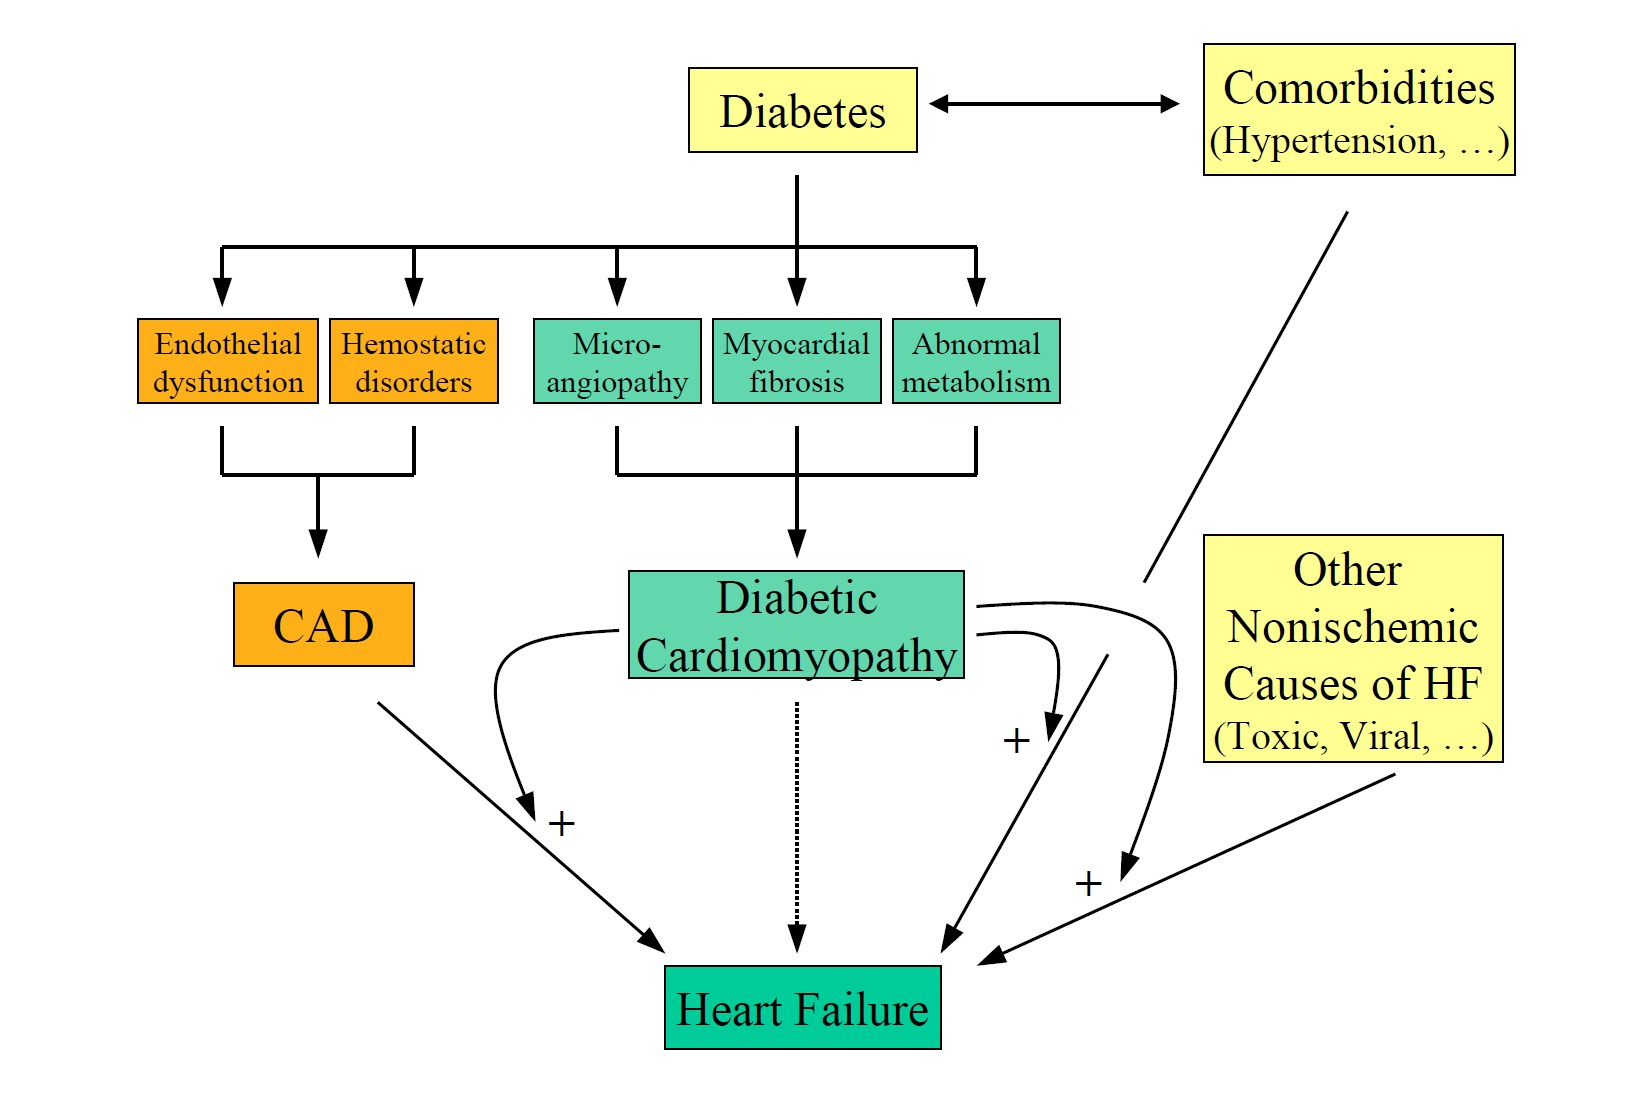 Diabetes
Comorbidities
(Hypertension, …)
Endothelial
dysfunction
Hemostatic
disorders
Micro-
angiopathy
Myocardial
fibrosis
Abnormal
metabolism
CAD
Diabetic
Cardiomyopathy
Other
Nonischemic
Causes of HF
(Toxic, Viral, …)
+
+
+
Heart Failure